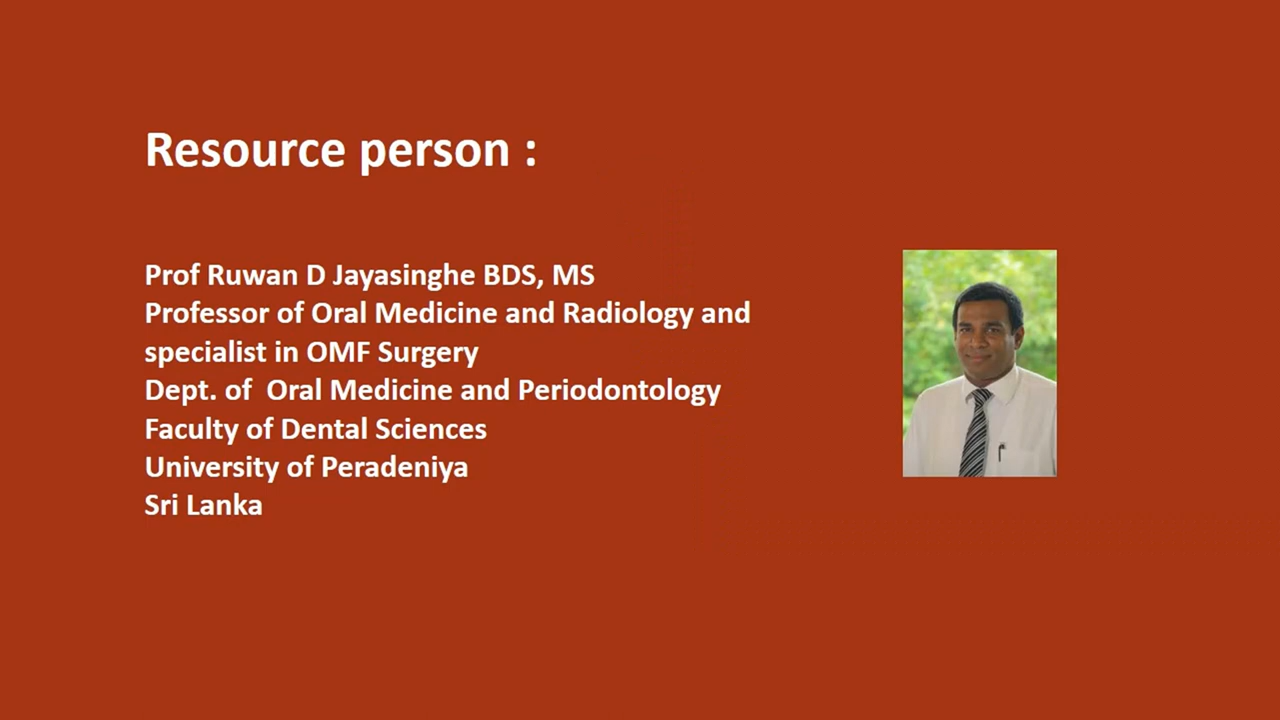 Resource person :
Prof Ruwan D Jayasinghe BDS, MS
Professor of Oral Medicine and Radiology and
specialist in OMF Surgery
Dept. of  Oral Medicine and Periodontology
Faculty of Dental Sciences
University of Peradeniya
Sri Lanka